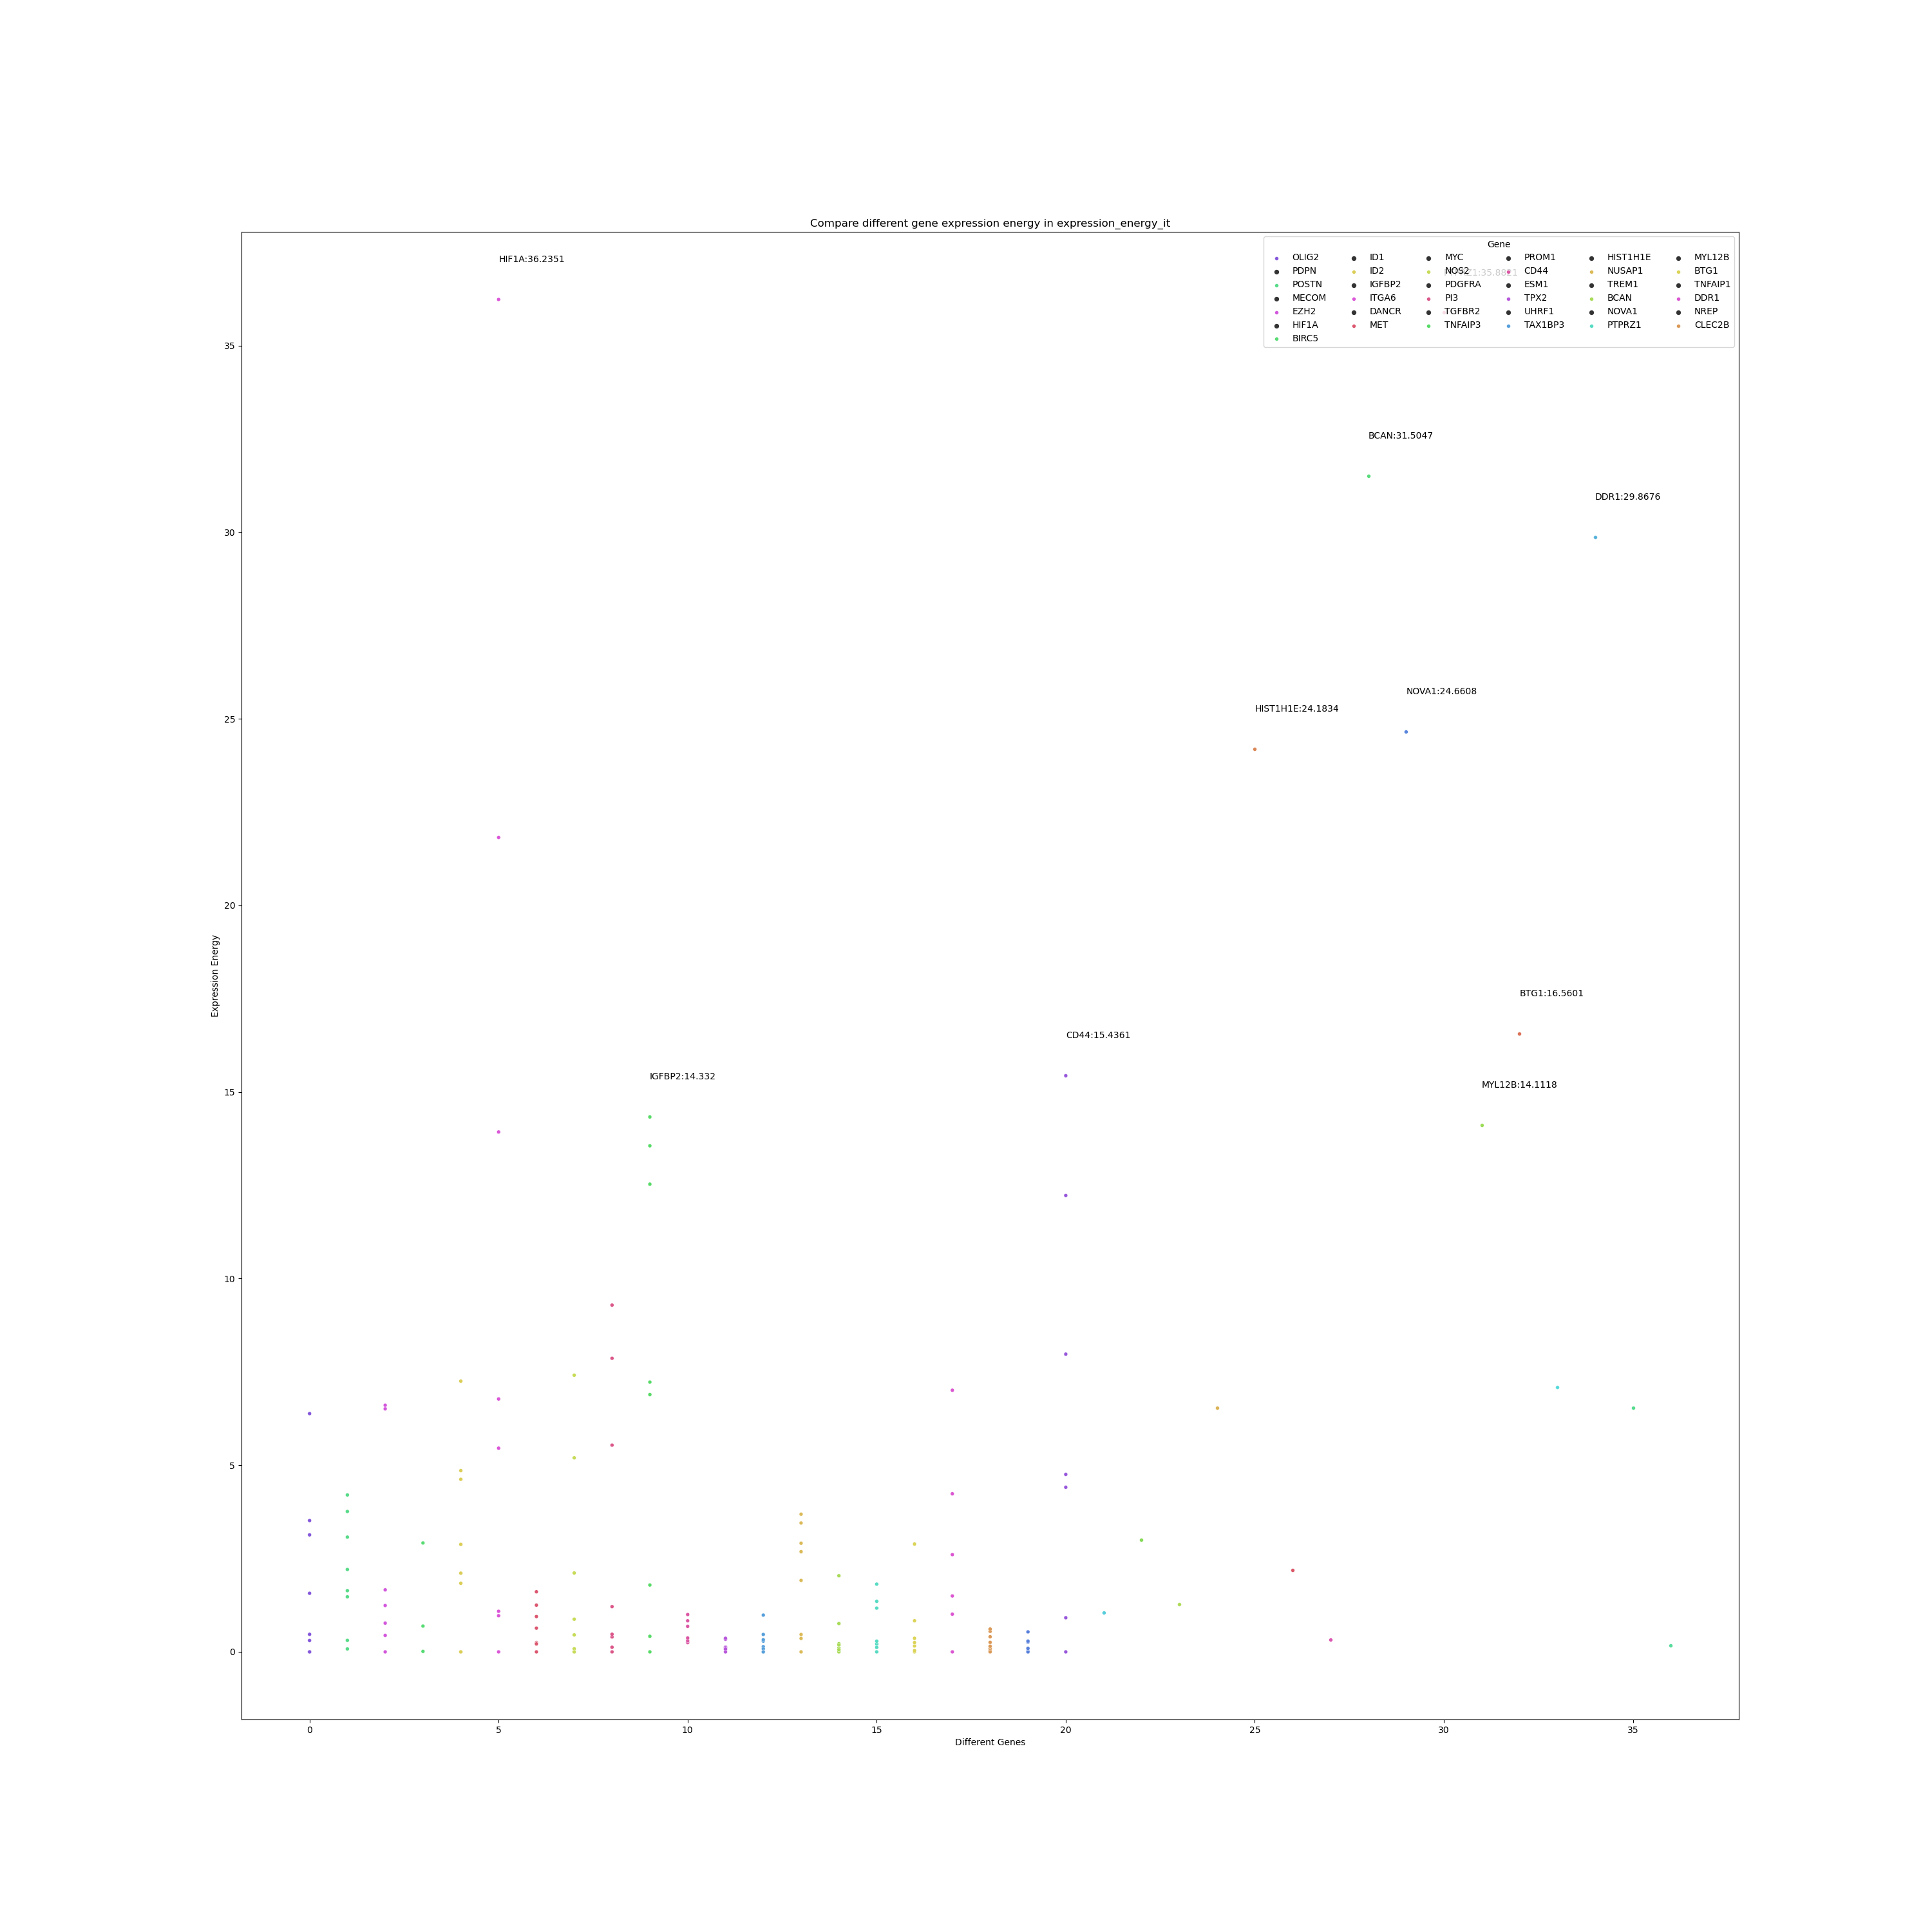 Compare different gene expression energy in expression_energy_it
Gene
OLIG2 ID1 MYC PROM1 HIST1H1E MYL12B
PDPN ID2 NOS2 CD44 NUSAP1 BTG1
POSTN IGFBP2 PDGFRA ESM1 TREM1 TNFAIP1
MECOM ITGA6 PI3 TPX2 BCAN DDR1
EZH2 DANCR TGFBR2 UHRF1 NOVA1 NREP
HIF1A MET TNFAIP3 TAX1BP3 PTPRZ1 CLEC2B
BIRC5
HIF1A:36.2351
BCAN:31.5047
DDR1:29.8676
NOVA1:24.6608
HIST1H1E:24.1834
BTG1:16.5601
CD44:15.4361
IGFBP2:14.332
MYL12B:14.1118
35
30
25
20
15
10
5
0
Expression Energy
0 5 10 15 20 25 30 35
Different Genes